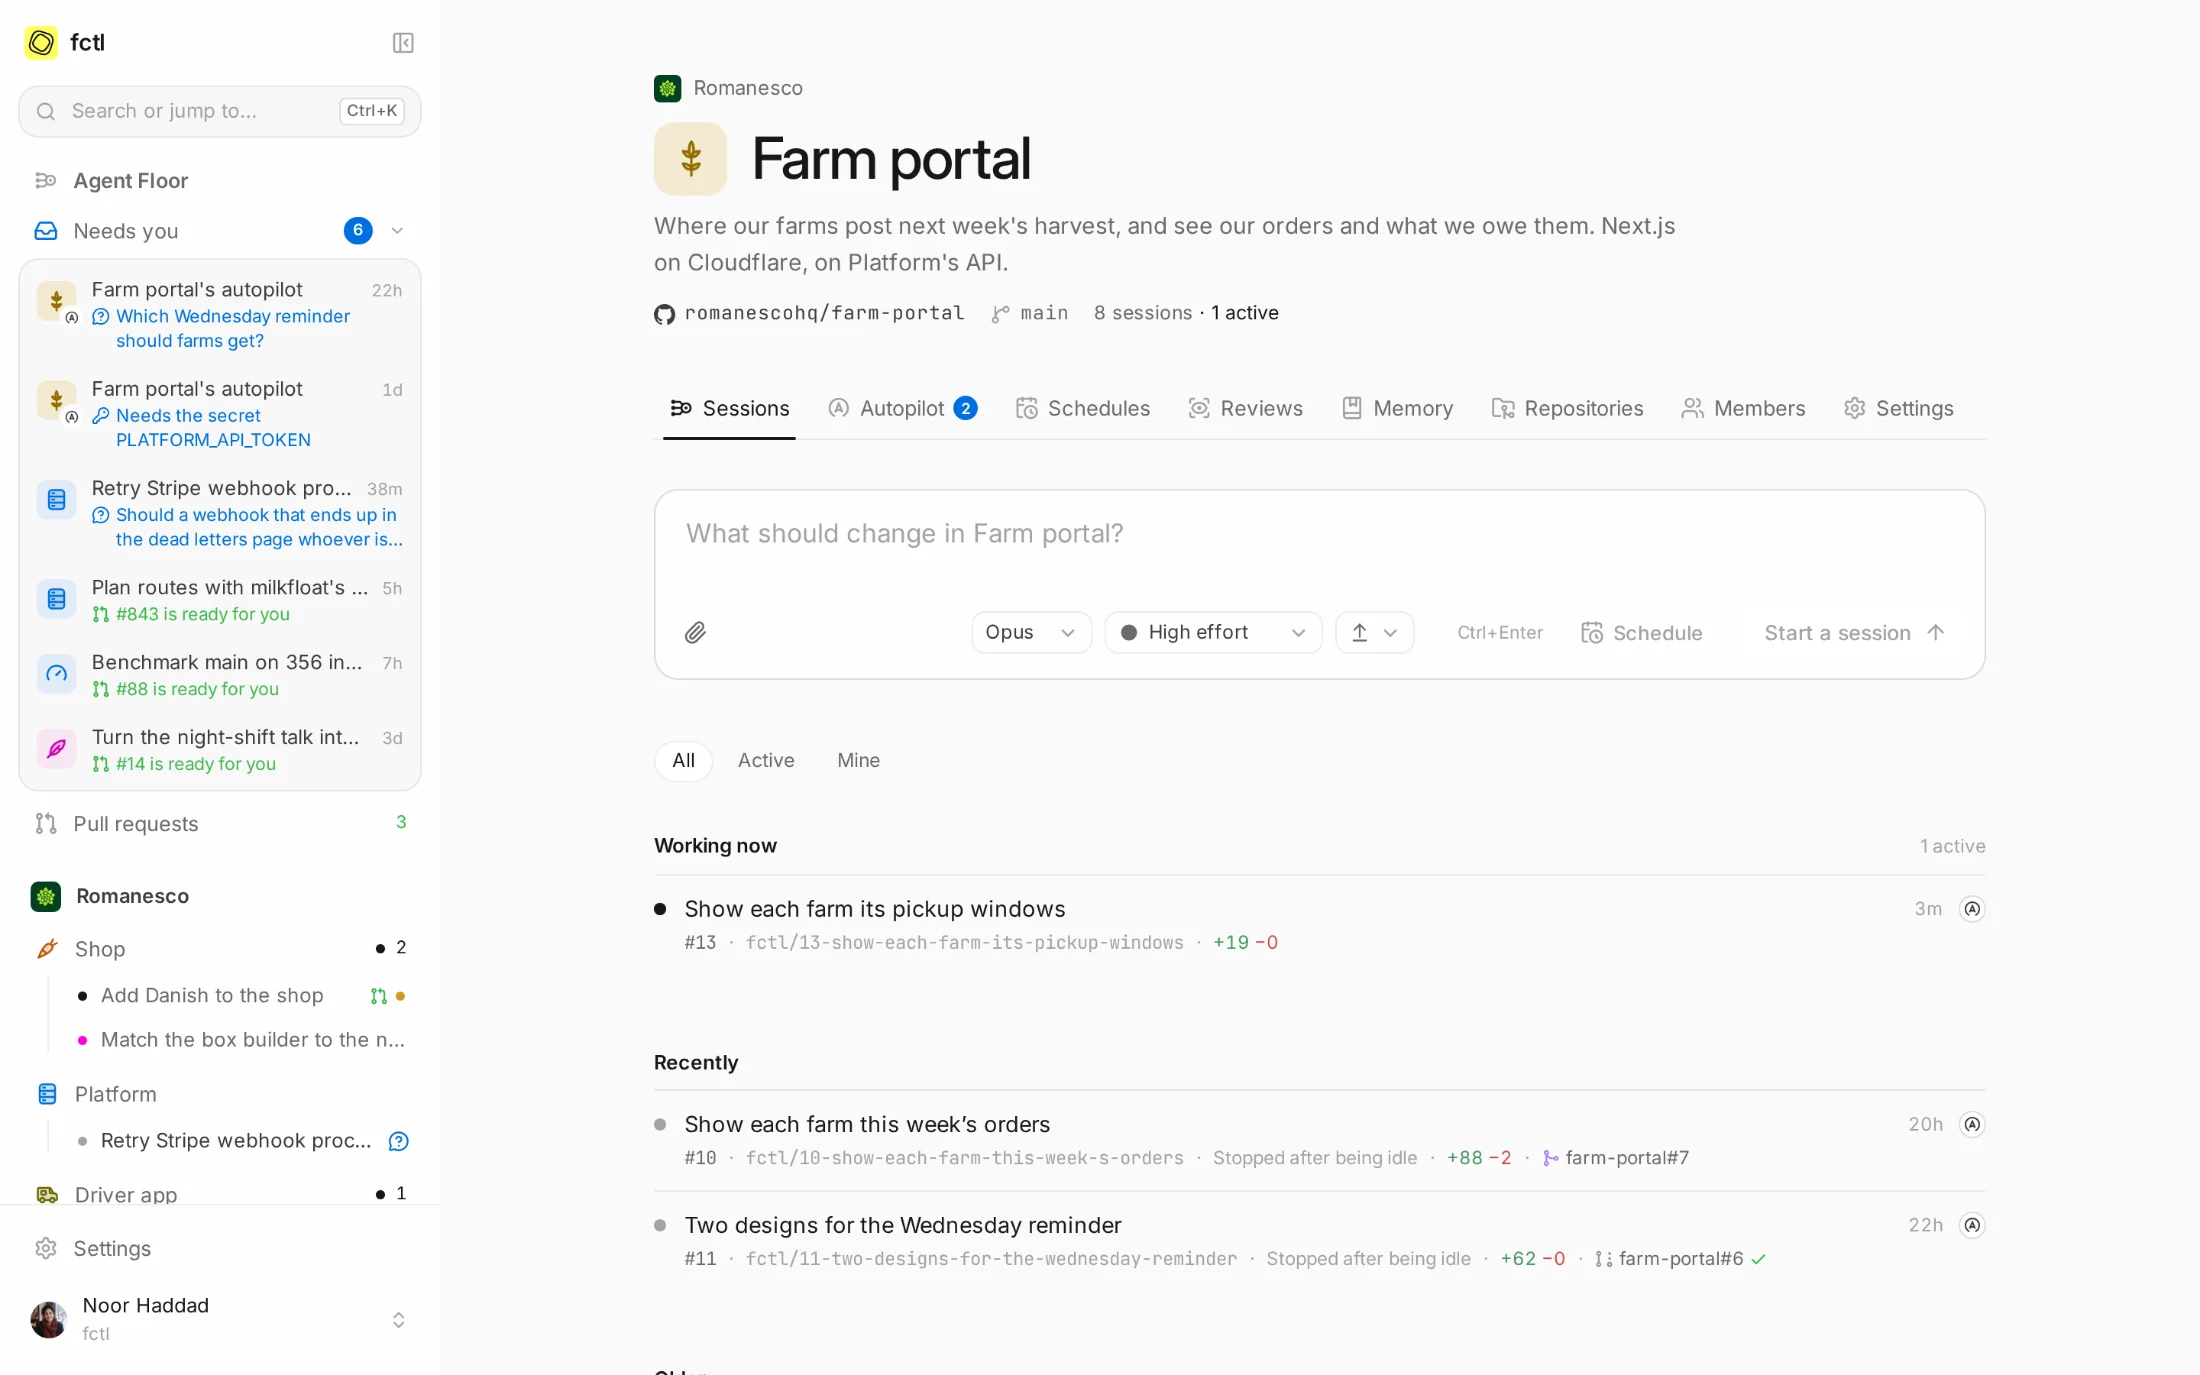 fctl
Search or jump to...
Ctrl+K
Agent Floor
Needs you
6
Farm portal's autopilot
22h
Which Wednesday reminder
should farms get?
Farm portal's autopilot
1d
Needs the secret
PLATFORM_API_TOKEN
Retry Stripe webhook pro...
38m
Should a webhook that ends up in
the dead letters page whoever is...
Plan routes with milkfloat's ...
5h
#843 is ready for you
Benchmark main on 356 in...
7h
#88 is ready for you
Turn the night-shift talk int...
3d
#14 is ready for you
Pull requests
3
Romanesco
Shop
2
Add Danish to the shop
Match the box builder to the n...
Platform
Retry Stripe webhook proc...
Driver app
1
Settings
Noor Haddad
fctl
Romanesco
Farm portal
Where our farms post next week's harvest, and see our orders and what we owe them. Next.js
on Cloudflare, on Platform's API.
romanescohq/farm-portal main 8 sessions · 1 active
Sessions Autopilot 2 Schedules Reviews Memory Repositories Members Settings
What should change in Farm portal?
Opus High effort Ctrl+Enter Schedule Start a session
All Active Mine
Working now
1 active
Show each farm its pickup windows
3m
#13 · fctl/13-show-each-farm-its-pickup-windows · +19 −0
Recently
Show each farm this week’s orders
20h
#10 · fctl/10-show-each-farm-this-week-s-orders · Stopped after being idle · +88 −2 · farm-portal#7
Two designs for the Wednesday reminder
22h
#11 · fctl/11-two-designs-for-the-wednesday-reminder · Stopped after being idle · +62 −0 · farm-portal#6